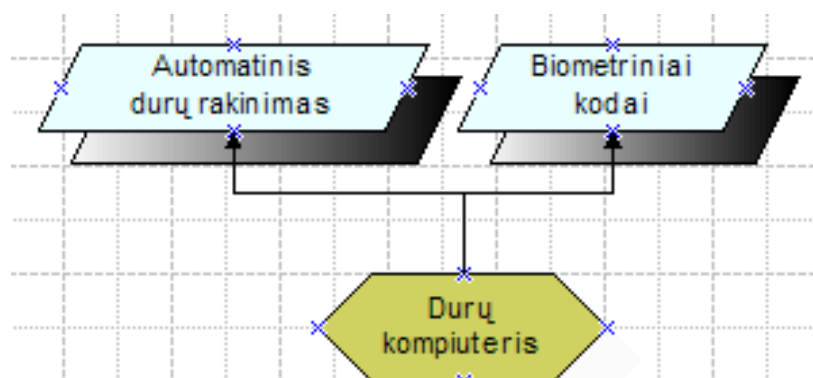 Automatinis
durų rakinimas
Biometriniai
kodai
Durų
kompiuteris